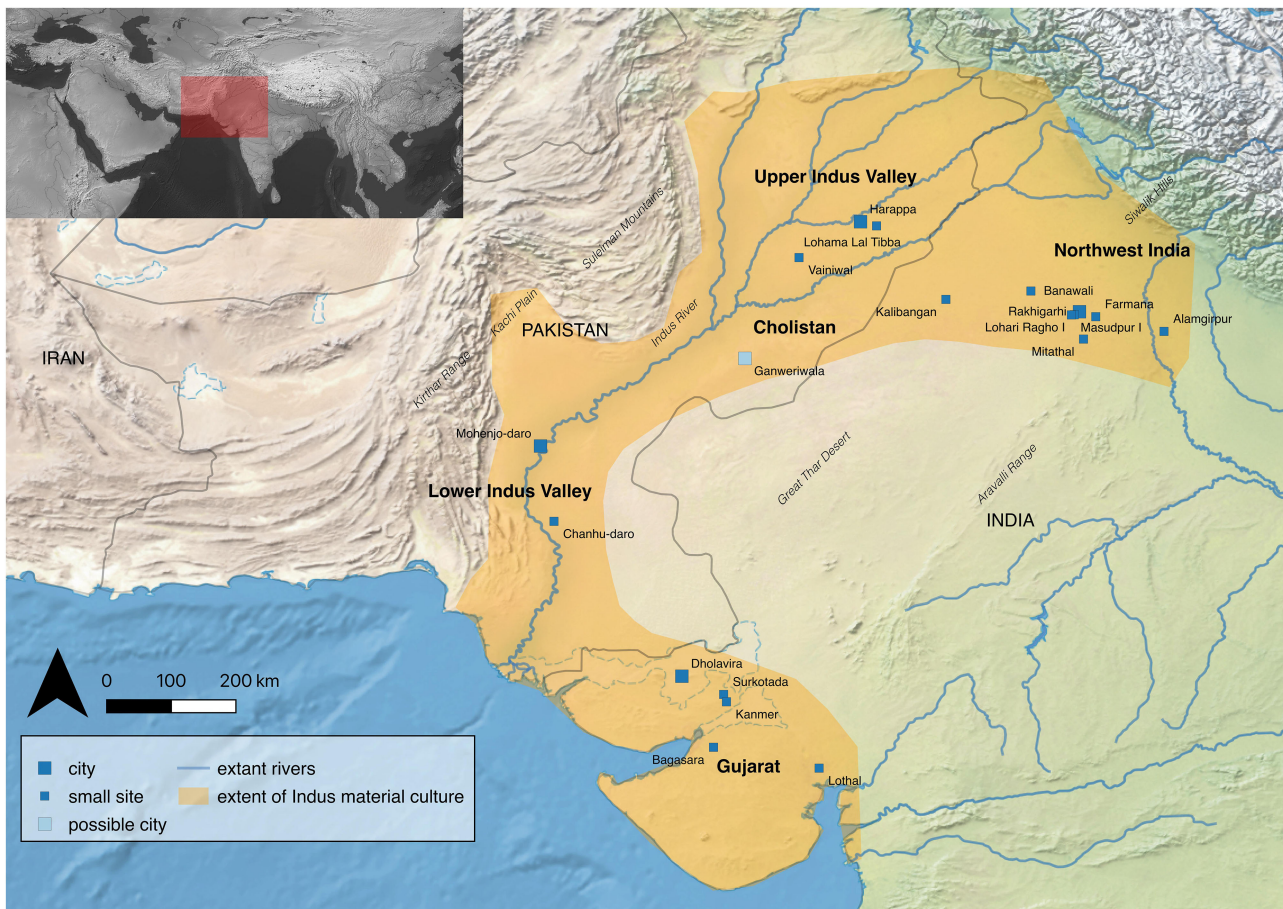 Upper Indus Valley
Harappa
Lohama Lal Tibba
Vainiwal
Siwalik Hills
Northwest India
Suleiman Mountains
Banawali
Kalibangan
Rakhigarhi
Farmana
Lohari Ragho I
Masudpur I
Alamgirpur
Mitathal
Kachi Plain
PAKISTAN
Indus River
Cholistan
IRAN
Ganweriwala
Kirthar Range
Mohenjo-daro
Great Thar Desert
Aravalli Range
Lower Indus Valley
INDIA
Chanhu-daro
Dholavira
Surkotada
Kanmer
Bagasara
Gujarat
Lothal
0 100 200 km
city
extant rivers
small site
extent of Indus material culture
possible city